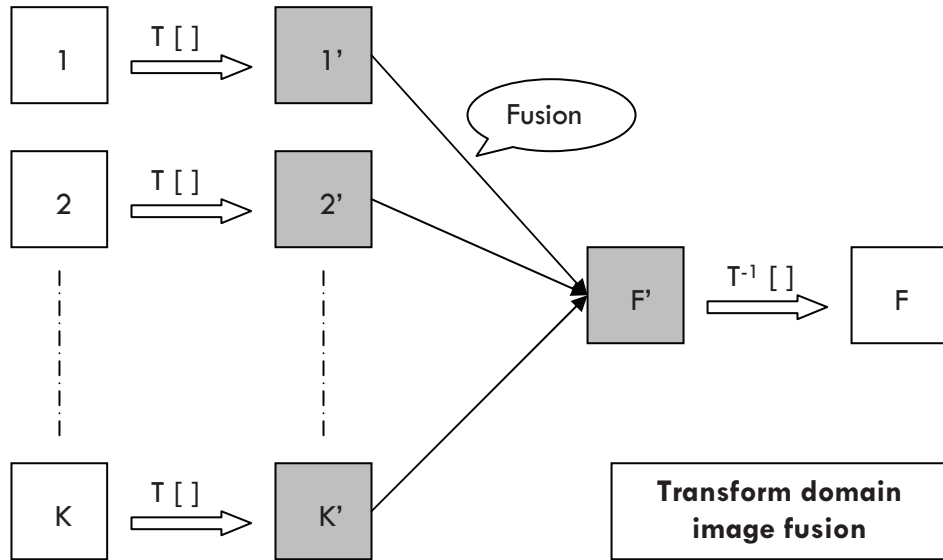 1
T [ ]
1’
Fusion
2
T [ ]
2’
F’
T-1 [ ]
F
K
T [ ]
K’
Transform domain
image fusion